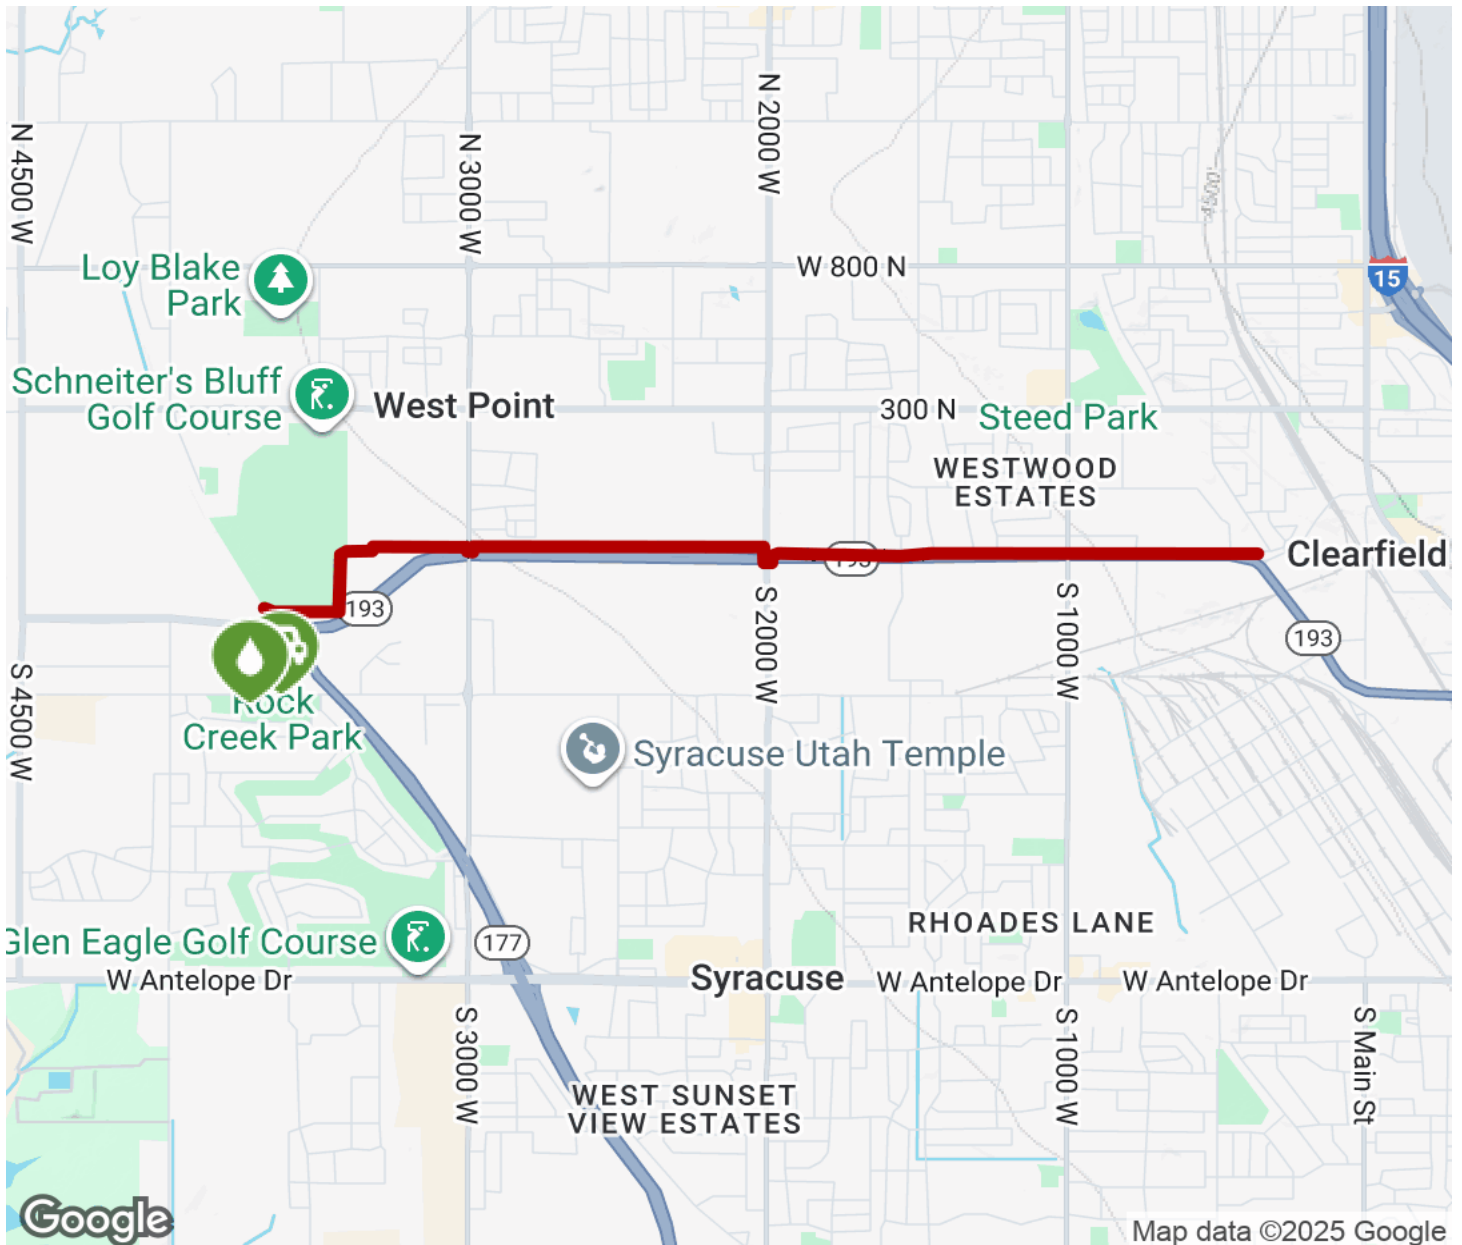 N 4500 W
N 3000 W
N 2000 W
4500'
Loy Blake
Park
W 800 N
15
Schneiter's Bluff
Golf Course
West Point
300 N
Steed Park
WESTWOOD
ESTATES
193
Clearfield
193
S 2000 W
S 1000 W
193
S 4500 W
Rock
Creek Park
Syracuse Utah Temple
RHOADES LANE
Glen Eagle Golf Course
177
W Antelope Dr
Syracuse
W Antelope Dr
W Antelope Dr
S 3000 W
S 1000 W
S Main St
WEST SUNSET
VIEW ESTATES
Google
Map data ©2025 Google